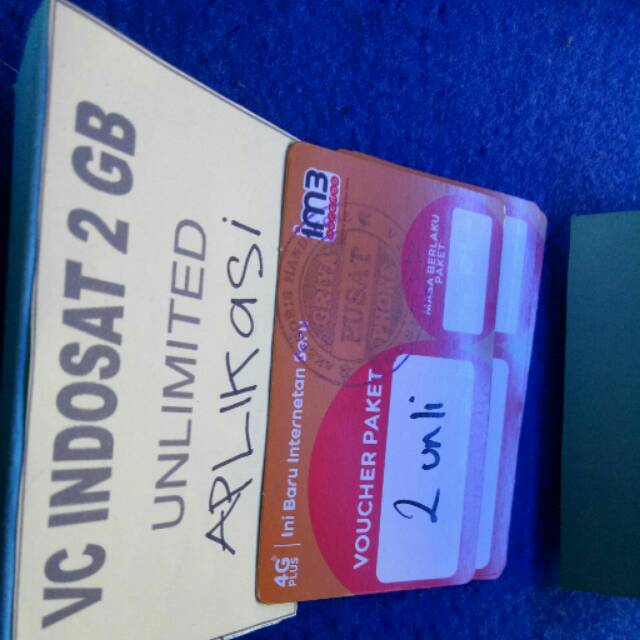 VC INDOSAT 2 GB
UNLIMITED
APLIKASI
im3
MASA BERLAKU
PAKET
PUSAT
4G PLUS
Ini Baru Internetan
VOUCHER PAKET
2 unli